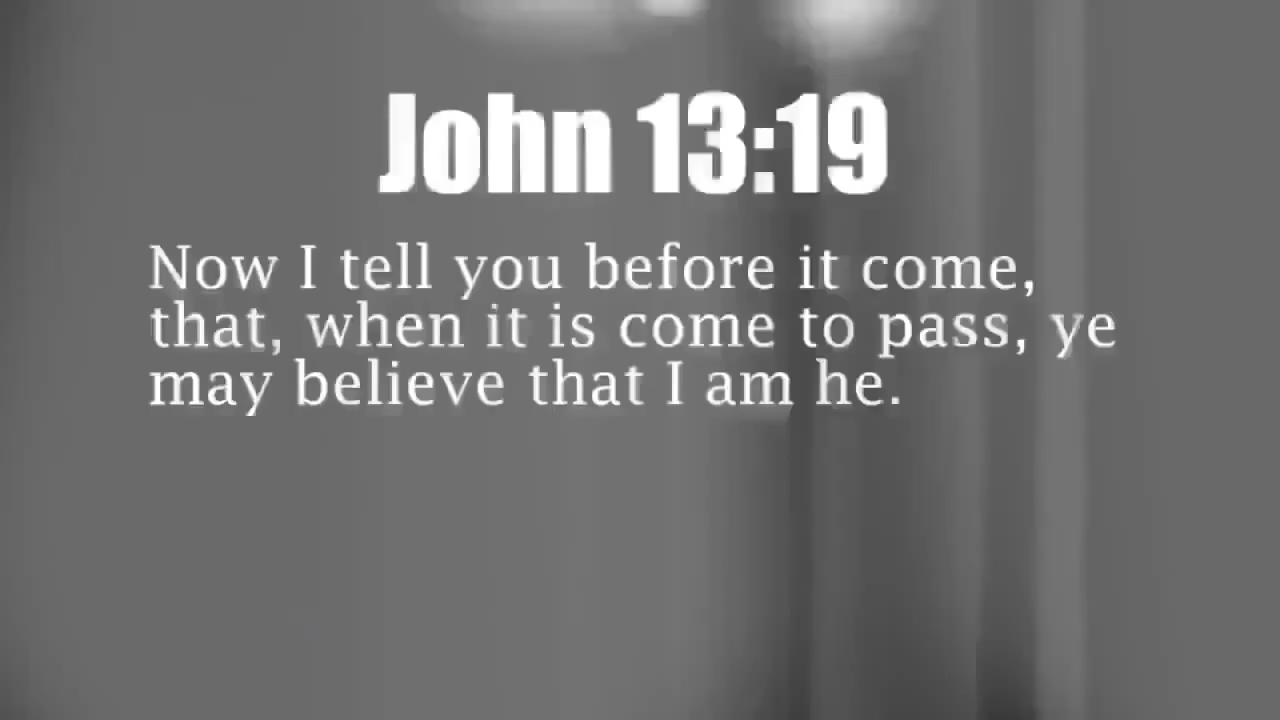 John 13:19
Now I tell you before it come,
that, when it is come to pass, ye
may believe that I am he.